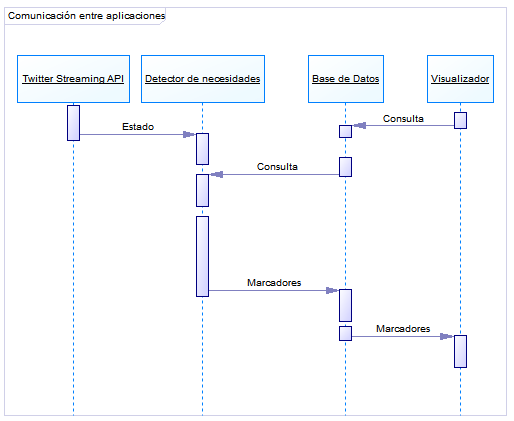 Comunicación entre aplicaciones
Twitter Streaming API
Detector de necesidades
Base de Datos
Visualizador
Consulta
Estado
Consulta
Marcadores
Marcadores